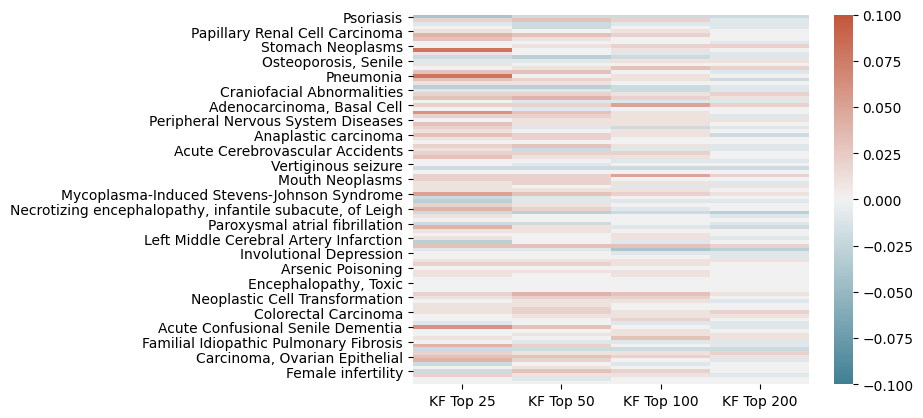 Psoriasis
Papillary Renal Cell Carcinoma
Stomach Neoplasms
Osteoporosis, Senile
Pneumonia
Craniofacial Abnormalities
Adenocarcinoma, Basal Cell
Peripheral Nervous System Diseases
Anaplastic carcinoma
Acute Cerebrovascular Accidents
Vertiginous seizure
Mouth Neoplasms
Mycoplasma-Induced Stevens-Johnson Syndrome
Necrotizing encephalopathy, infantile subacute, of Leigh
Paroxysmal atrial fibrillation
Left Middle Cerebral Artery Infarction
Involutional Depression
Arsenic Poisoning
Encephalopathy, Toxic
Neoplastic Cell Transformation
Colorectal Carcinoma
Acute Confusional Senile Dementia
Familial Idiopathic Pulmonary Fibrosis
Carcinoma, Ovarian Epithelial
Female infertility
KF Top 25 KF Top 50 KF Top 100 KF Top 200
0.100
0.075
0.050
0.025
0.000
−0.025
−0.050
−0.075
−0.100